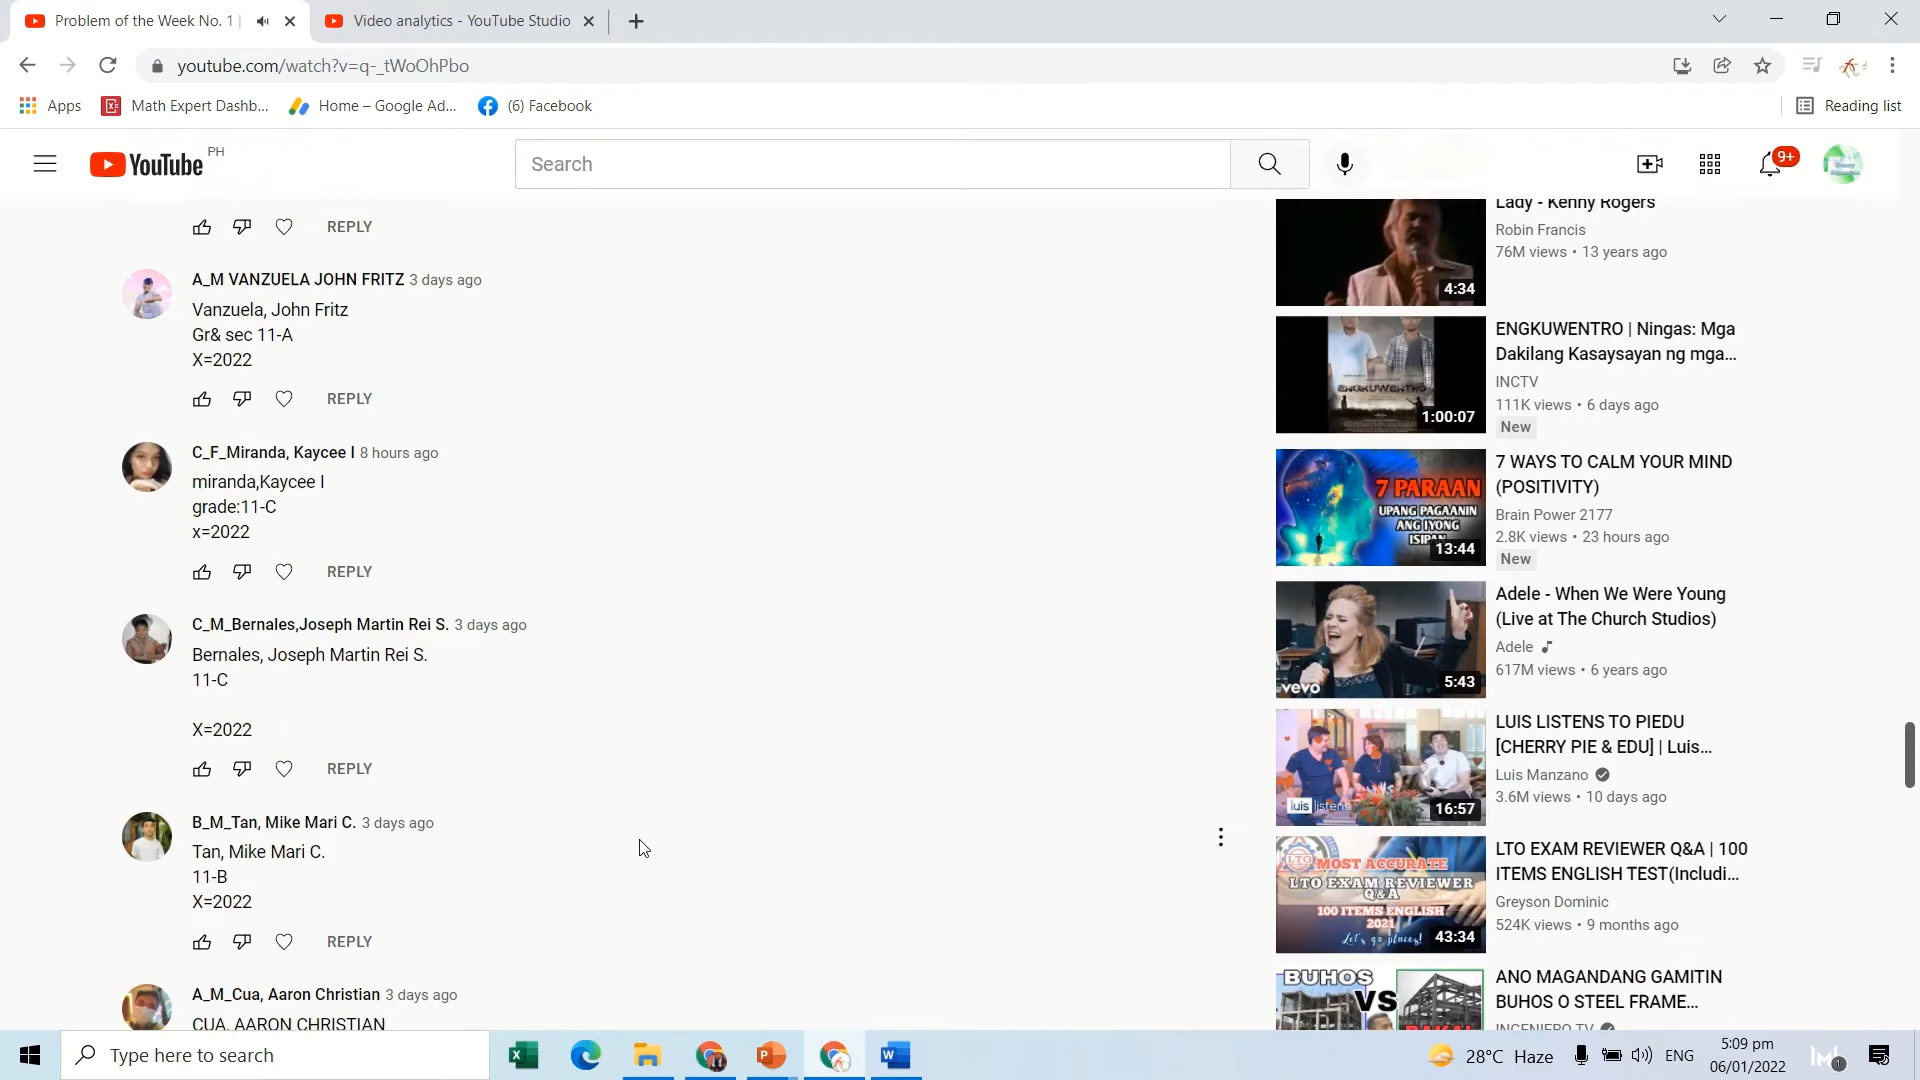 Problem of the Week No. 1 |
Video analytics - YouTube Studio
youtube.com/watch?v=q-_tWoOhPbo
Apps
Math Expert Dashb...
Home – Google Ad...
(6) Facebook
Reading list
YouTube PH
Search
9+
REPLY
A_M VANZUELA JOHN FRITZ 3 days ago
Vanzuela, John Fritz
Gr& sec 11-A
X=2022
REPLY
C_F_Miranda, Kaycee I 8 hours ago
miranda,Kaycee I
grade:11-C
x=2022
REPLY
C_M_Bernales,Joseph Martin Rei S. 3 days ago
Bernales, Joseph Martin Rei S.
11-C
X=2022
REPLY
B_M_Tan, Mike Mari C. 3 days ago
Tan, Mike Mari C.
11-B
X=2022
REPLY
A_M_Cua, Aaron Christian 3 days ago
CUA, AARON CHRISTIAN
4:34
Lady - Kenny Rogers
Robin Francis
76M views • 13 years ago
ENGKUWENTRO
1:00:07
ENGKUWENTRO | Ningas: Mga
Dakilang Kasaysayan ng mga...
INCTV
111K views • 6 days ago
New
7 PARAAN
UPANG PAGAANIN
ANG IYONG
ISIPAN
13:44
7 WAYS TO CALM YOUR MIND
(POSITIVITY)
Brain Power 2177
2.8K views • 23 hours ago
New
vevo
5:43
Adele - When We Were Young
(Live at The Church Studios)
Adele
617M views • 6 years ago
luis listens
16:57
LUIS LISTENS TO PIEDU
[CHERRY PIE & EDU] | Luis...
Luis Manzano
3.6M views • 10 days ago
LTO
MOST ACCURATE
LTO EXAM REVIEWER
Q&A
100 ITEMS ENGLISH
2021
Let's go places!
43:34
LTO EXAM REVIEWER Q&A | 100
ITEMS ENGLISH TEST(Includi...
Greyson Dominic
524K views • 9 months ago
BUHOS
VS
BAKAL
ANO MAGANDANG GAMITIN
BUHOS O STEEL FRAME...
INGENIERO TV
Type here to search
28°C Haze
ENG
5:09 pm
06/01/2022
1